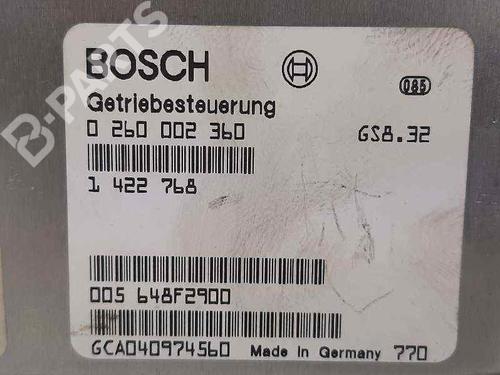 B-PARTS
BOSCH
085
Getriebesteuerung
0 260 002 360 GS8.32
1 422 768
005 648F2900
GCA040974560 Made in Germany 770